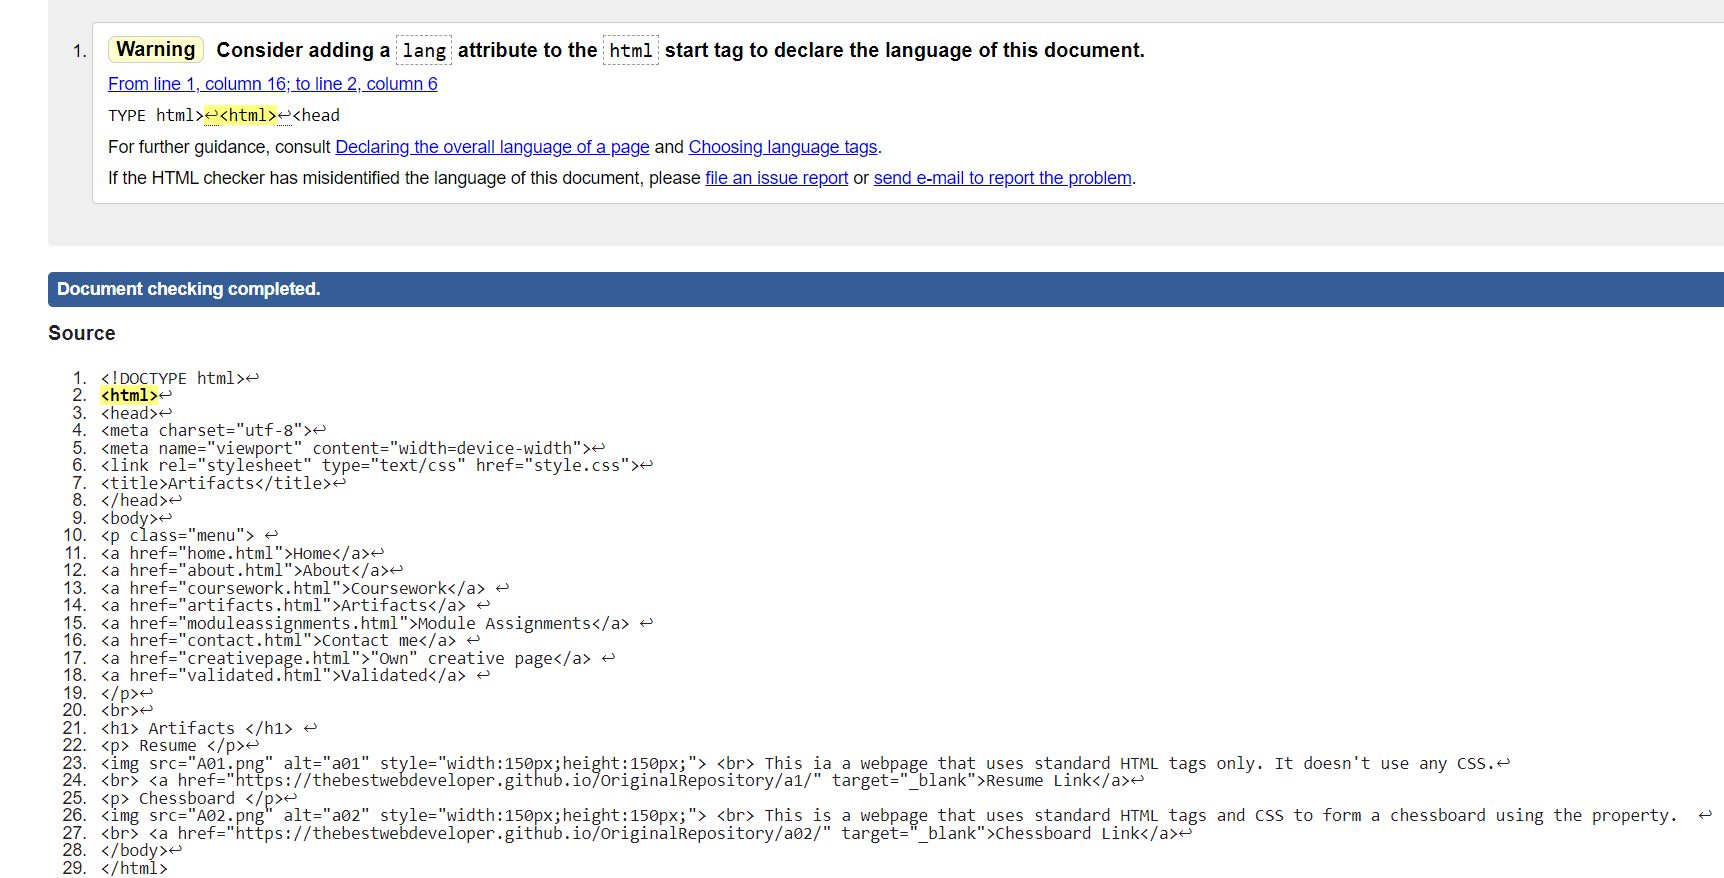 1. Warning Consider adding a lang attribute to the html start tag to declare the language of this document.
From line 1, column 16; to line 2, column 6
TYPE html>↩<html>↩<head
For further guidance, consult Declaring the overall language of a page and Choosing language tags.
If the HTML checker has misidentified the language of this document, please file an issue report or send e-mail to report the problem.
Document checking completed.
Source
1. <!DOCTYPE html>↩
2. <html>↩
3. <head>↩
4. <meta charset="utf-8">↩
5. <meta name="viewport" content="width=device-width">↩
6. <link rel="stylesheet" type="text/css" href="style.css">↩
7. <title>Artifacts</title>↩
8. </head>↩
9. <body>↩
10. <p class="menu"> ↩
11. <a href="home.html">Home</a>↩
12. <a href="about.html">About</a>↩
13. <a href="coursework.html">Coursework</a> ↩
14. <a href="artifacts.html">Artifacts</a> ↩
15. <a href="moduleassignments.html">Module Assignments</a> ↩
16. <a href="contact.html">Contact me</a> ↩
17. <a href="creativepage.html">"Own" creative page</a> ↩
18. <a href="validated.html">Validated</a> ↩
19. </p>↩
20. <br>↩
21. <h1> Artifacts </h1> ↩
22. <p> Resume </p>↩
23. <img src="A01.png" alt="a01" style="width:150px;height:150px;"> <br> This ia a webpage that uses standard HTML tags only. It doesn't use any CSS.↩
24. <br> <a href="https://thebestwebdeveloper.github.io/OriginalRepository/a1/" target="_blank">Resume Link</a>↩
25. <p> Chessboard </p>↩
26. <img src="A02.png" alt="a02" style="width:150px;height:150px;"> <br> This is a webpage that uses standard HTML tags and CSS to form a chessboard using the property. ↩
27. <br> <a href="https://thebestwebdeveloper.github.io/OriginalRepository/a02/" target="_blank">Chessboard Link</a>↩
28. </body>↩
29. </html>